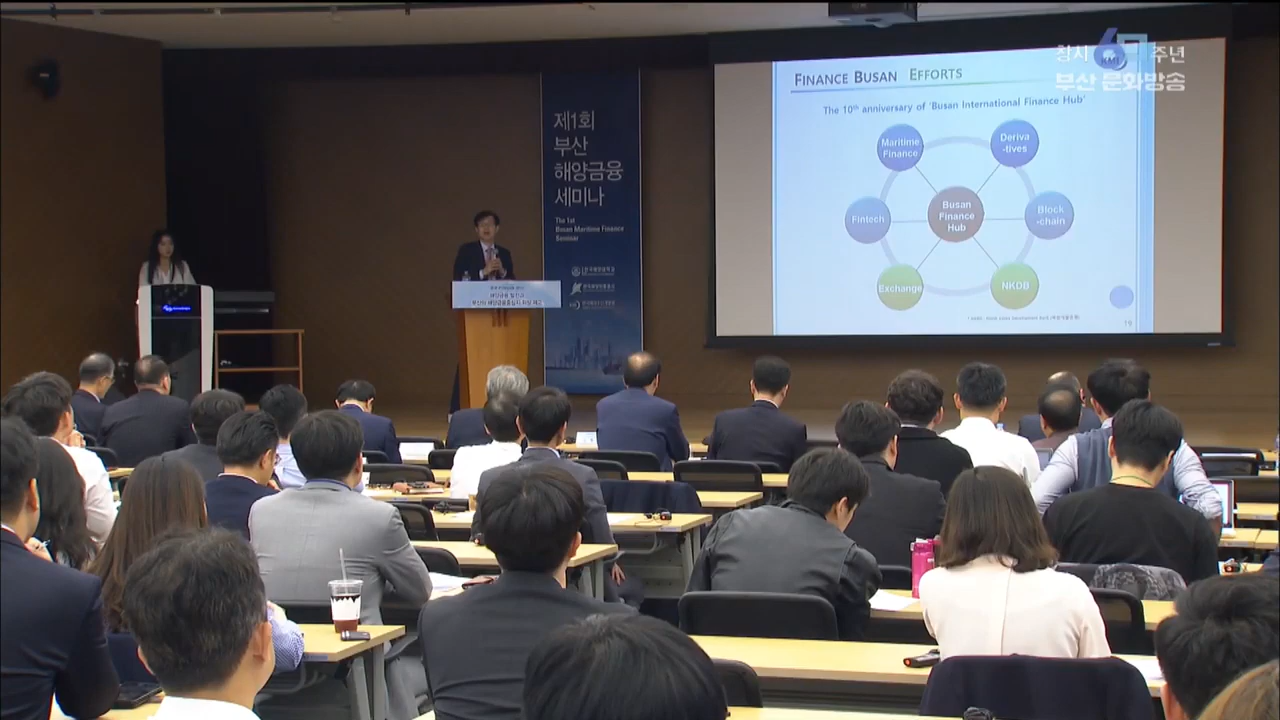 창사 60 주년
부산 문화방송
FINANCE BUSAN EFFORTS
The 10th anniversary of 'Busan International Finance Hub'
Maritime
Finance
Deriva
-tives
Fintech
Busan
Finance
Hub
Block
-chain
Exchange
NKDB
19
제1회
부산
해양금융
세미나
The 1st
Busan Maritime Finance
Seminar